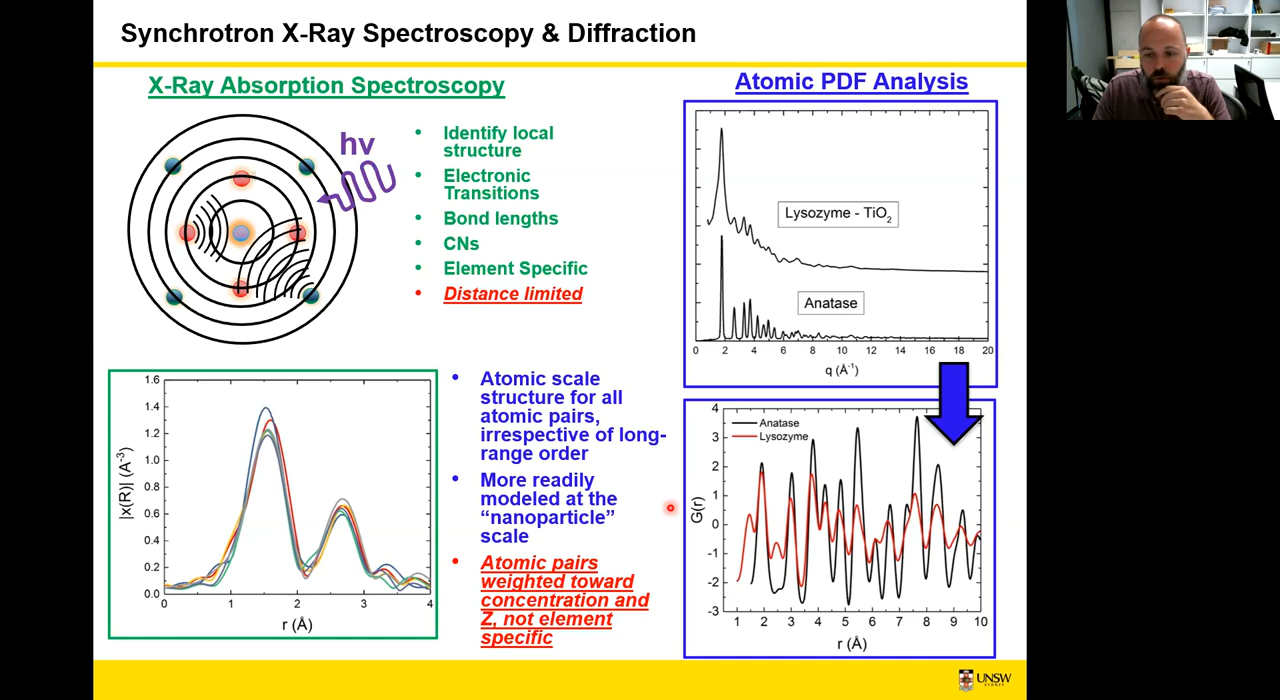 Synchrotron X-Ray Spectroscopy & Diffraction
X-Ray Absorption Spectroscopy
hν
• Identify local
structure
• Electronic
Transitions
• Bond lengths
• CNs
• Element Specific
• Distance limited
1.6
1.4
1.2
1.0
0.8
0.6
0.4
0.2
0.0
|x(R)| (A-3)
0 1 2 3 4
r (Å)
• Atomic scale
structure for all
atomic pairs,
irrespective of long-
range order
• More readily
modeled at the
“nanoparticle”
scale
• Atomic pairs
weighted toward
concentration and
Z, not element
specific
Atomic PDF Analysis
Lysozyme - TiO2
Anatase
0 2 4 6 8 10 12 14 16 18 20
q (Å-1)
4
3
2
1
0
-1
-2
-3
G(r)
Anatase
Lysozyme
1 2 3 4 5 6 7 8 9 10
r (Å)
UNSW
SYDNEY